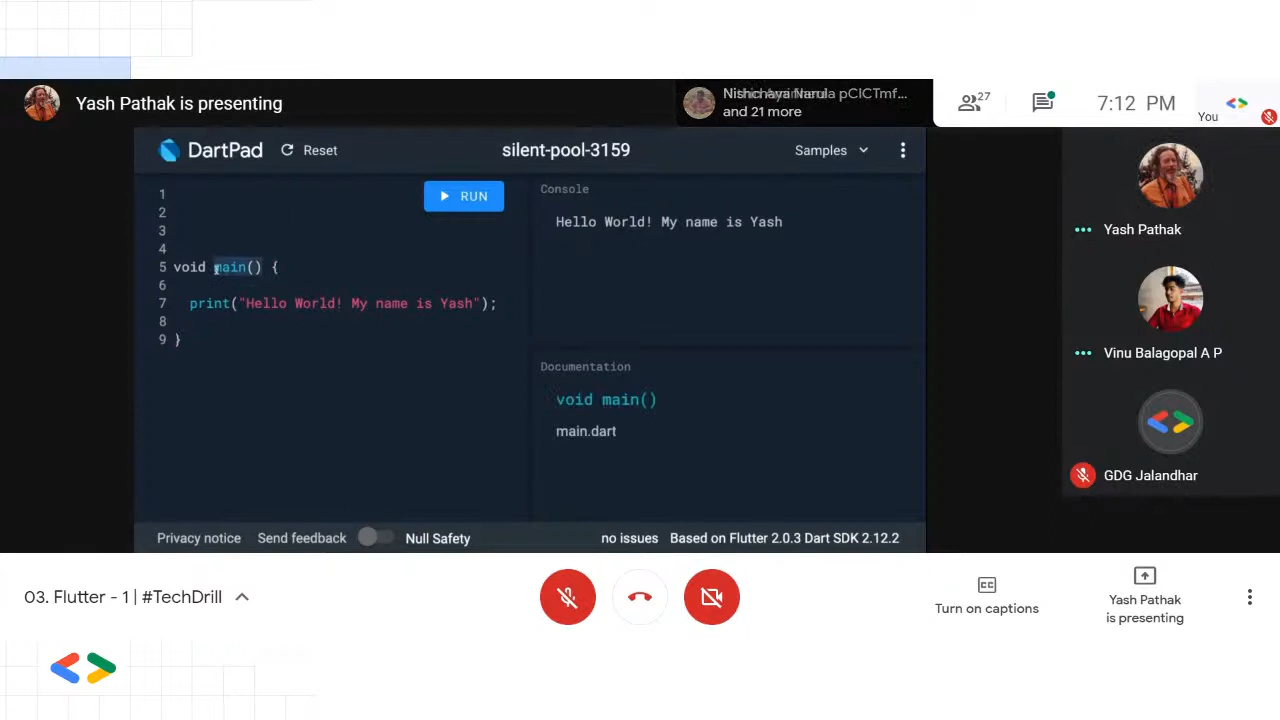 Yash Pathak is presenting
and 21 more
27
7:12 PM
You
DartPad
Reset
silent-pool-3159
Samples
1
2
3
4
5 void main() {
6
7 print("Hello World! My name is Yash");
8
9 }
RUN
Console
Hello World! My name is Yash
Documentation
void main()
main.dart
Privacy notice
Send feedback
Null Safety
no issues
Based on Flutter 2.0.3 Dart SDK 2.12.2
Yash Pathak
Vinu Balagopal A P
GDG Jalandhar
03. Flutter - 1 | #TechDrill
CC
Turn on captions
Yash Pathak
is presenting